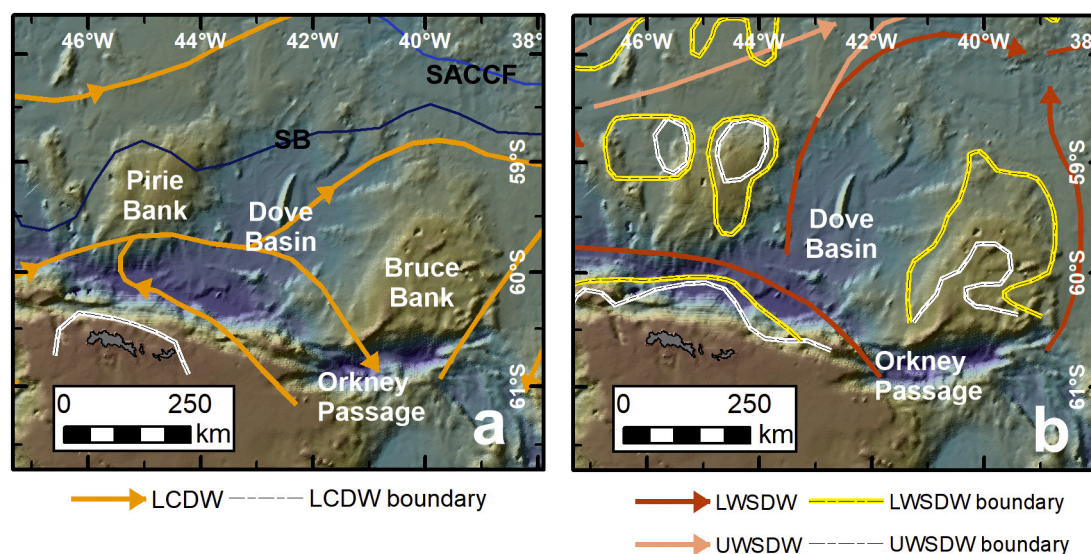 46°W 44°W 42°W 40°W 38°
SACCF
SB
59°S
Pirie
Bank
Dove
Basin
Bruce
Bank
60°S
Orkney
Passage
61°S
0 250
km
a
LCDW LCDW boundary
46°W 44°W 42°W 40°W 38
59°S
Dove
Basin
60°S
Orkney
Passage
61°S
0 250
km
b
LWSDW LWSDW boundary
UWSDW UWSDW boundary